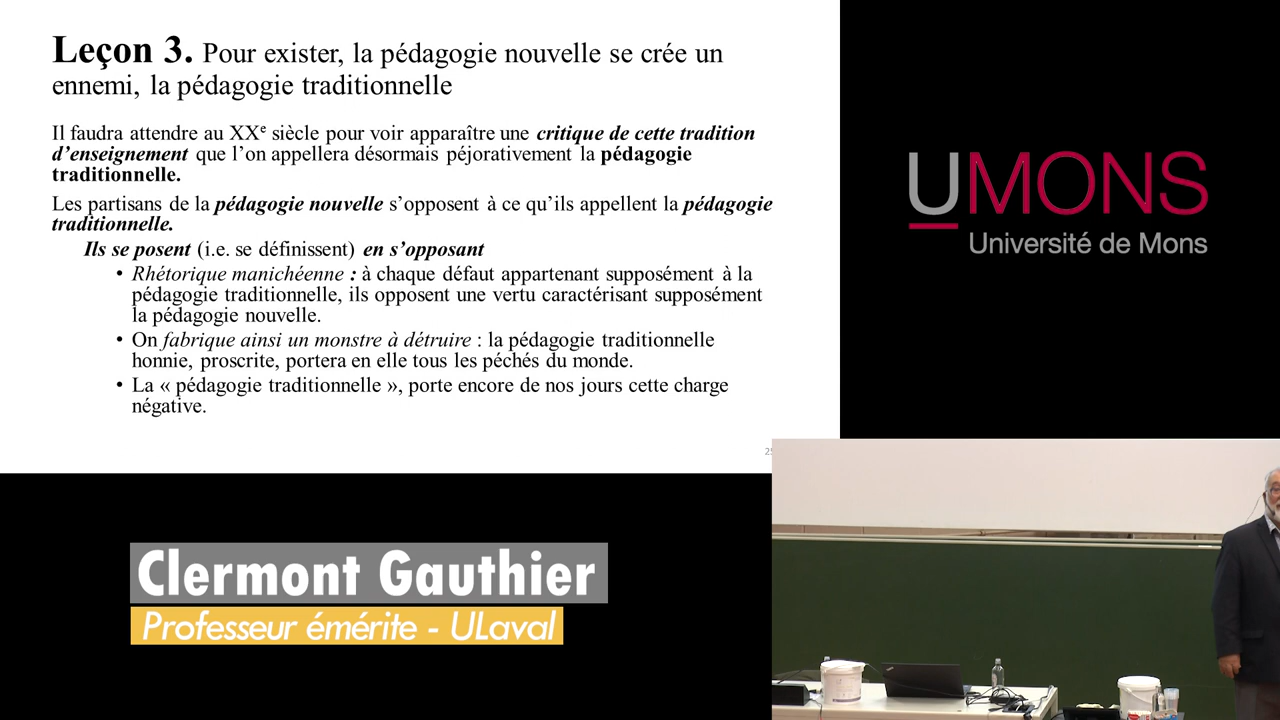 Leçon 3. Pour exister, la pédagogie nouvelle se crée un
ennemi, la pédagogie traditionnelle
Il faudra attendre au XXe siècle pour voir apparaître une critique de cette tradition
d’enseignement que l’on appellera désormais péjorativement la pédagogie
traditionnelle.
Les partisans de la pédagogie nouvelle s’opposent à ce qu’ils appellent la pédagogie
traditionnelle.
Ils se posent (i.e. se définissent) en s’opposant
• Rhétorique manichéenne : à chaque défaut appartenant supposément à la
pédagogie traditionnelle, ils opposent une vertu caractérisant supposément
la pédagogie nouvelle.
• On fabrique ainsi un monstre à détruire : la pédagogie traditionnelle
honnie, proscrite, portera en elle tous les péchés du monde.
• La « pédagogie traditionnelle », porte encore de nos jours cette charge
négative.
UMONS
Université de Mons
Clermont Gauthier
Professeur émérite - ULaval